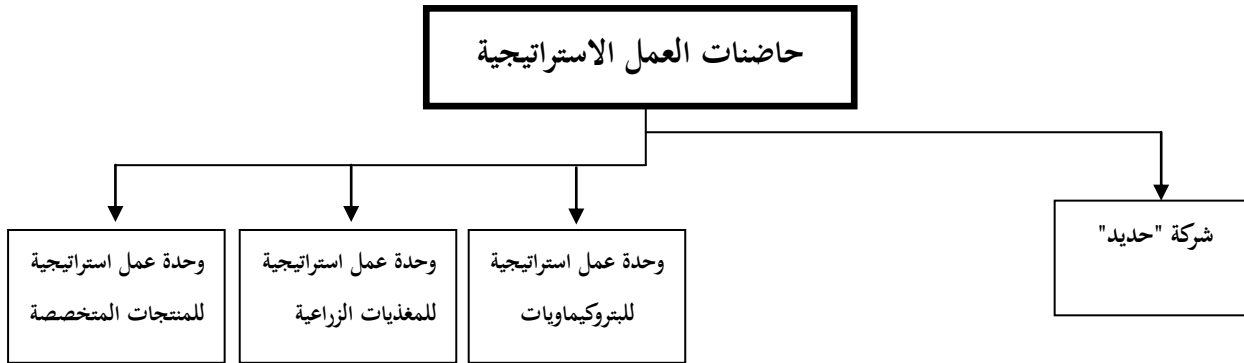 حاضنات العمل الاستراتيجية
شركة "حديد"
وحدة عمل استراتيجية
للبتروكيماويات
وحدة عمل استراتيجية
للمغذيات الزراعية
وحدة عمل استراتيجية
للمنتجات المتخصصة